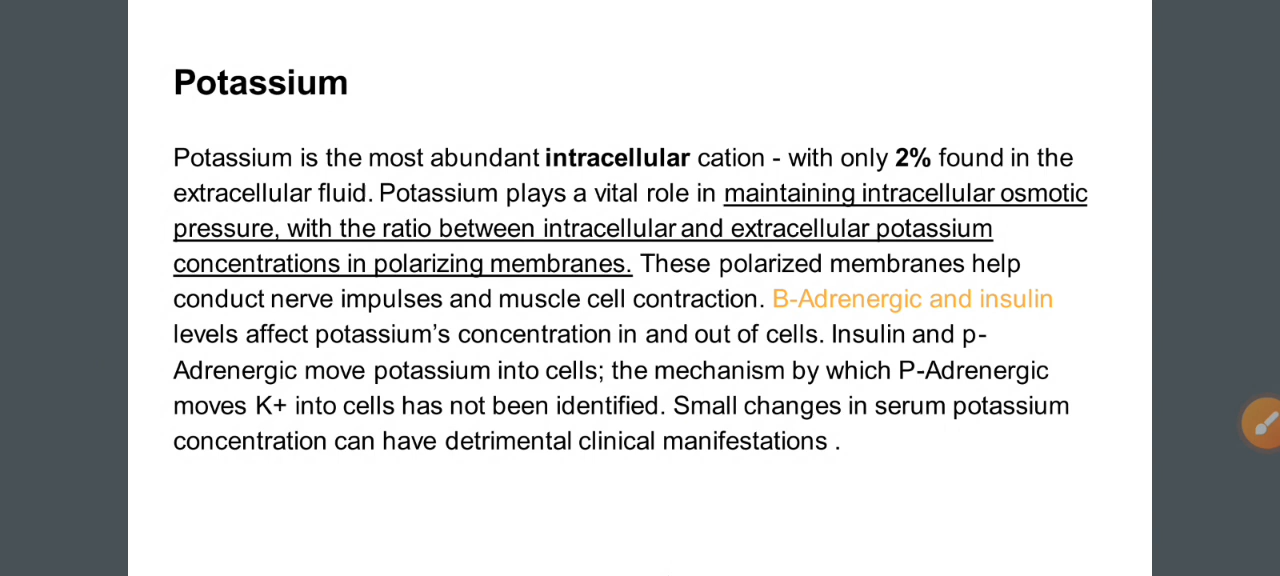 Potassium
Potassium is the most abundant intracellular cation - with only 2% found in the
extracellular fluid. Potassium plays a vital role in maintaining intracellular osmotic
pressure, with the ratio between intracellular and extracellular potassium
concentrations in polarizing membranes. These polarized membranes help
conduct nerve impulses and muscle cell contraction. B-Adrenergic and insulin
levels affect potassium’s concentration in and out of cells. Insulin and p-
Adrenergic move potassium into cells; the mechanism by which P-Adrenergic
moves K+ into cells has not been identified. Small changes in serum potassium
concentration can have detrimental clinical manifestations .